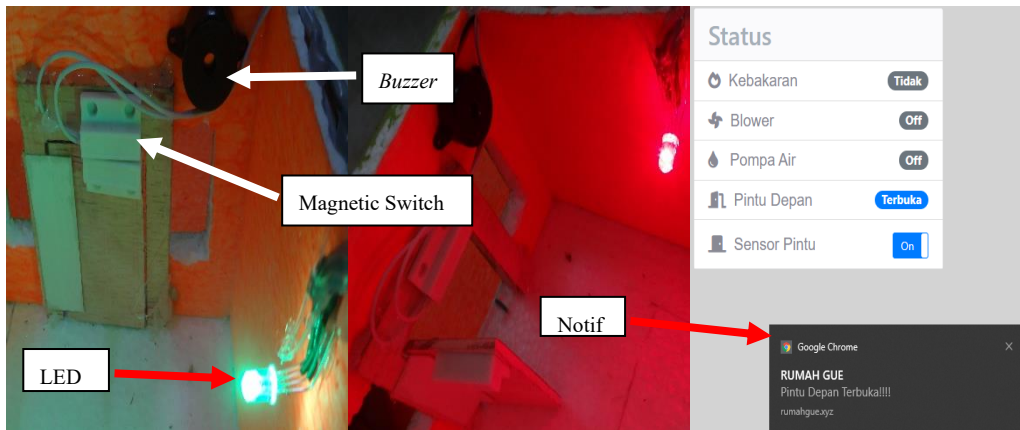 Buzzer
Magnetic Switch
LED
Notif
Status
Kebakaran Tidak
Blower Off
Pompa Air Off
Pintu Depan Terbuka
Sensor Pintu On
Google Chrome
RUMAH GUE
Pintu Depan Terbuka!!!!
rumahgue.xyz